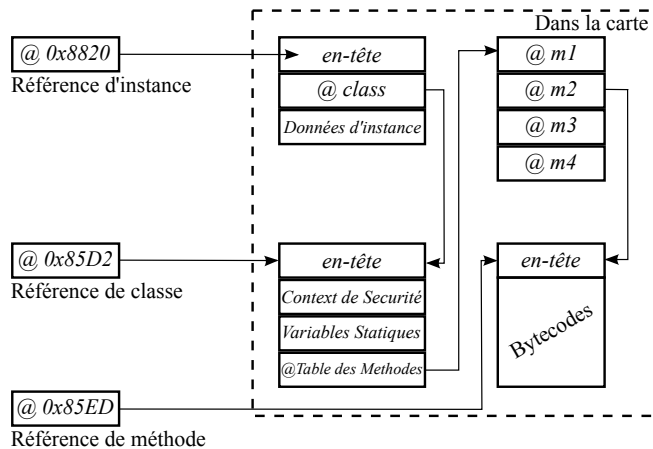 Dans la carte
@ 0x8820
Référence d'instance
en-tête
@ class
Données d'instance
@ m1
@ m2
@ m3
@ m4
@ 0x85D2
Référence de classe
en-tête
Context de Securité
Variables Statiques
@Table des Methodes
en-tête
Bytecodes
@ 0x85ED
Référence de méthode